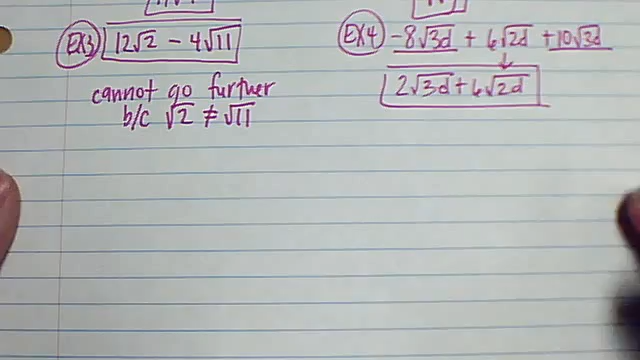 EX3 12√2 - 4√11
cannot go further
b/c √2 ≠ √11
EX4 -8√3d + 6√2d + 10√3d
2√3d + 6√2d